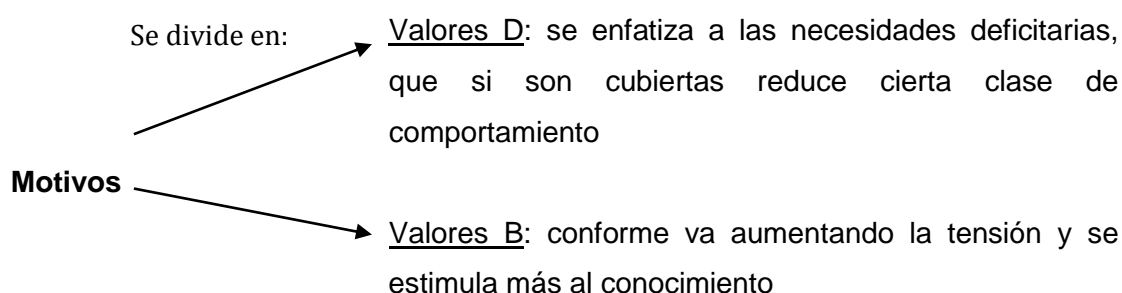 Se divide en:
Valores D: se enfatiza a las necesidades deficitarias,
que si son cubiertas reduce cierta clase de
comportamiento
Motivos
Valores B: conforme va aumentando la tensión y se
estimula más al conocimiento